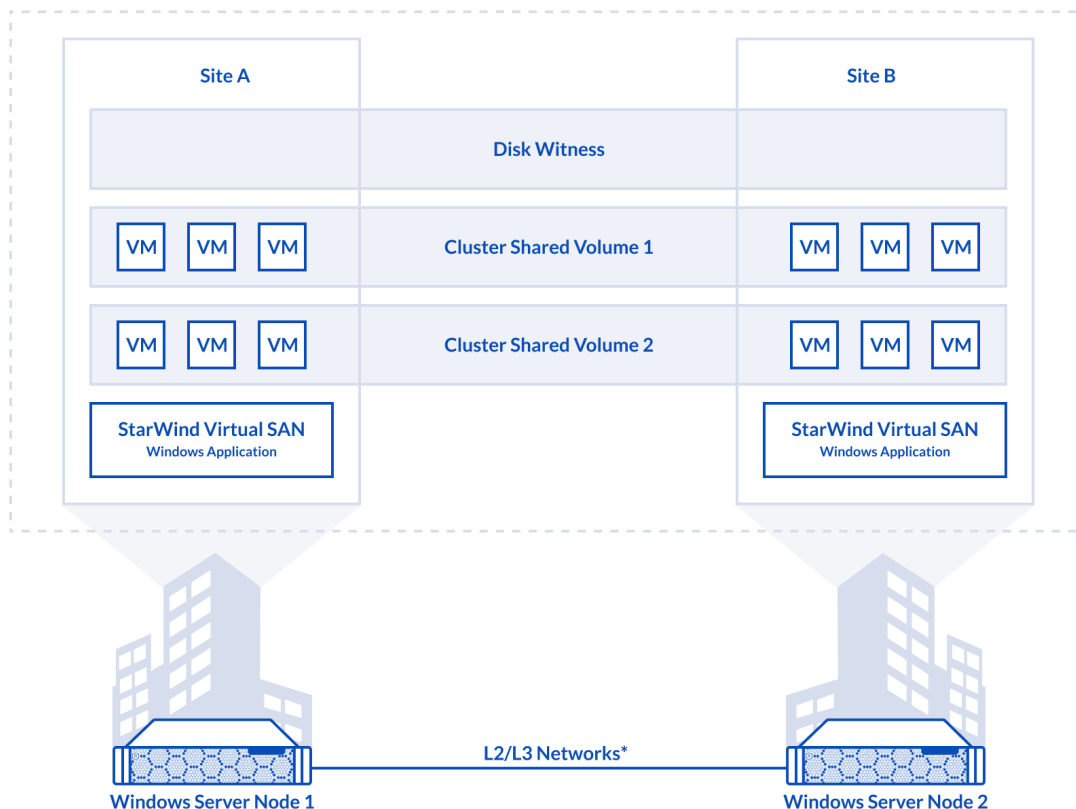 Site A
Site B
Disk Witness
VM VM VM
Cluster Shared Volume 1
VM VM VM
VM VM VM
Cluster Shared Volume 2
VM VM VM
StarWind Virtual SAN
Windows Application
StarWind Virtual SAN
Windows Application
L2/L3 Networks*
Windows Server Node 1
Windows Server Node 2